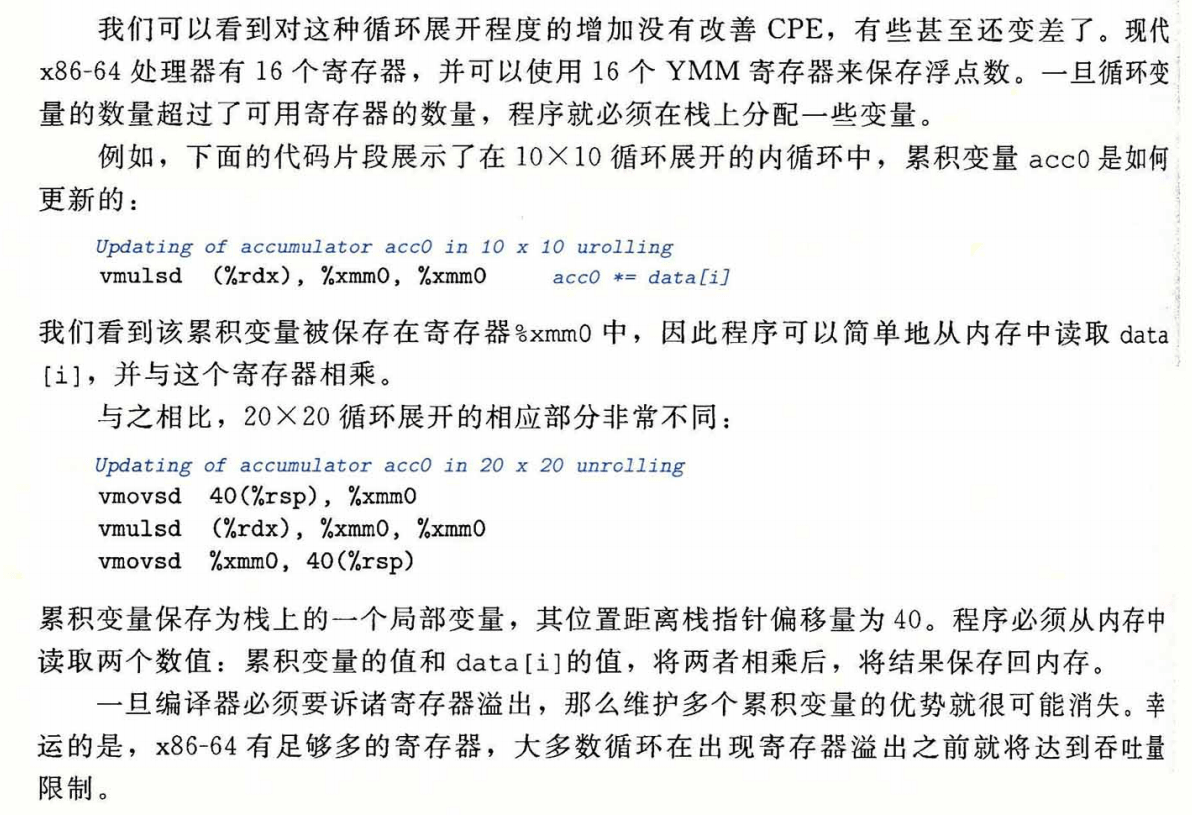 我们可以看到对这种循环展开程度的增加没有改善 CPE，有些甚至还变差了。现代
x86-64 处理器有 16 个寄存器，并可以使用 16 个 YMM 寄存器来保存浮点数。一旦循环变
量的数量超过了可用寄存器的数量，程序就必须在栈上分配一些变量。
例如，下面的代码片段展示了在 10×10 循环展开的内循环中，累积变量 acc0 是如何
更新的：
Updating of accumulator acc0 in 10 x 10 urolling
vmulsd (%rdx), %xmm0, %xmm0 acc0 *= data[i]
我们看到该累积变量被保存在寄存器%xmm0 中，因此程序可以简单地从内存中读取 data
[i]，并与这个寄存器相乘。
与之相比，20×20 循环展开的相应部分非常不同：
Updating of accumulator acc0 in 20 x 20 unrolling
vmovsd 40(%rsp), %xmm0
vmulsd (%rdx), %xmm0, %xmm0
vmovsd %xmm0, 40(%rsp)
累积变量保存为栈上的一个局部变量，其位置距离栈指针偏移量为 40。程序必须从内存中
读取两个数值：累积变量的值和 data[i]的值，将两者相乘后，将结果保存回内存。
一旦编译器必须要诉诸寄存器溢出，那么维护多个累积变量的优势就很可能消失。幸
运的是，x86-64 有足够多的寄存器，大多数循环在出现寄存器溢出之前就将达到吞吐量
限制。